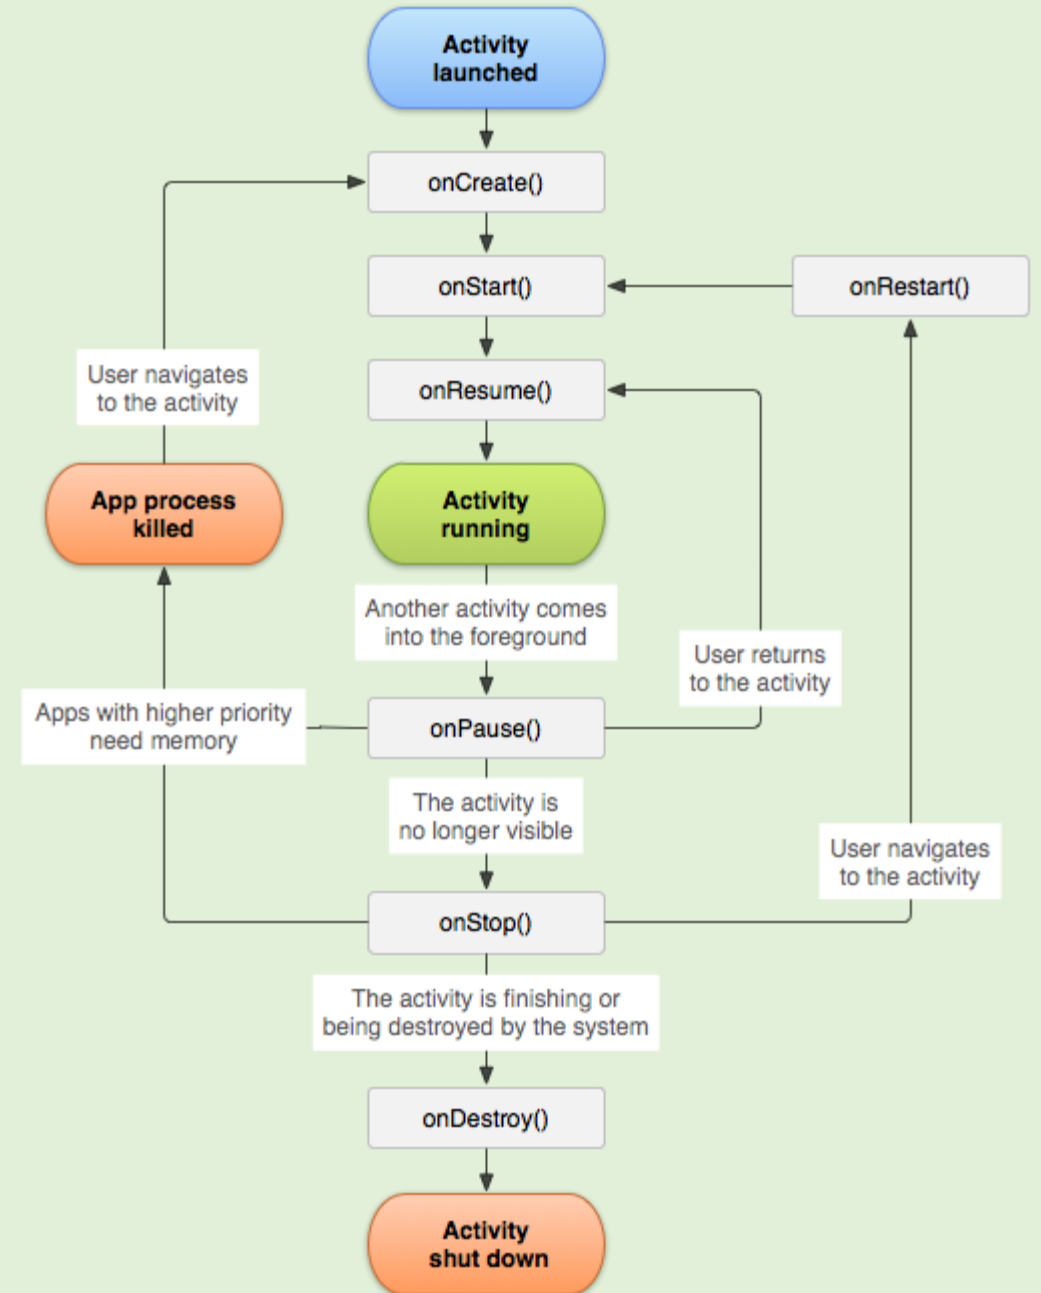 Activity
launched
onCreate()
onStart()
onRestart()
User navigates
to the activity
onResume()
App process
killed
Activity
running
Another activity comes
into the foreground
User returns
to the activity
Apps with higher priority
need memory
onPause()
The activity is
no longer visible
User navigates
to the activity
onStop()
The activity is finishing or
being destroyed by the system
onDestroy()
Activity
shut down